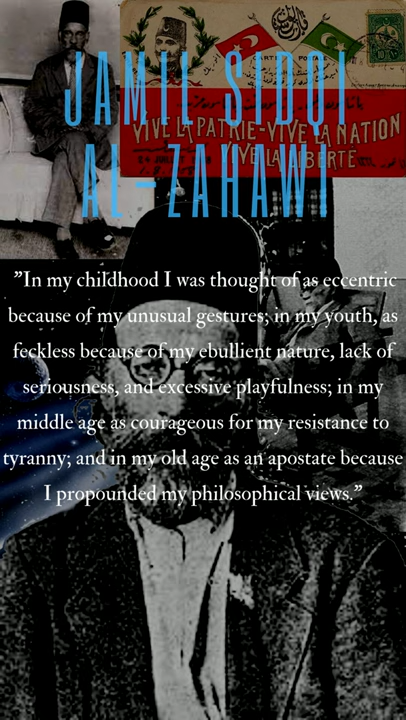 JAMIL SIDQI
AL-ZAHAWI
CARTE POSTALE
VIVE LA PATRIE-VIVE LA NATION
VIVE LA LIBERTÉ
"In my childhood I was thought of as eccentric
because of my unusual gestures; in my youth, as
feckless because of my ebullient nature, lack of
seriousness, and excessive playfulness; in my
middle age as courageous for my resistance to
tyranny; and in my old age as an apostate because
I propounded my philosophical views."